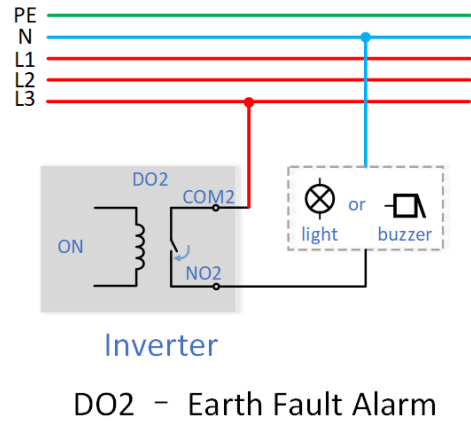 PE
N
L1
L2
L3
DO2
COM2
ON
NO2
light
or
buzzer
Inverter
DO2 - Earth Fault Alarm